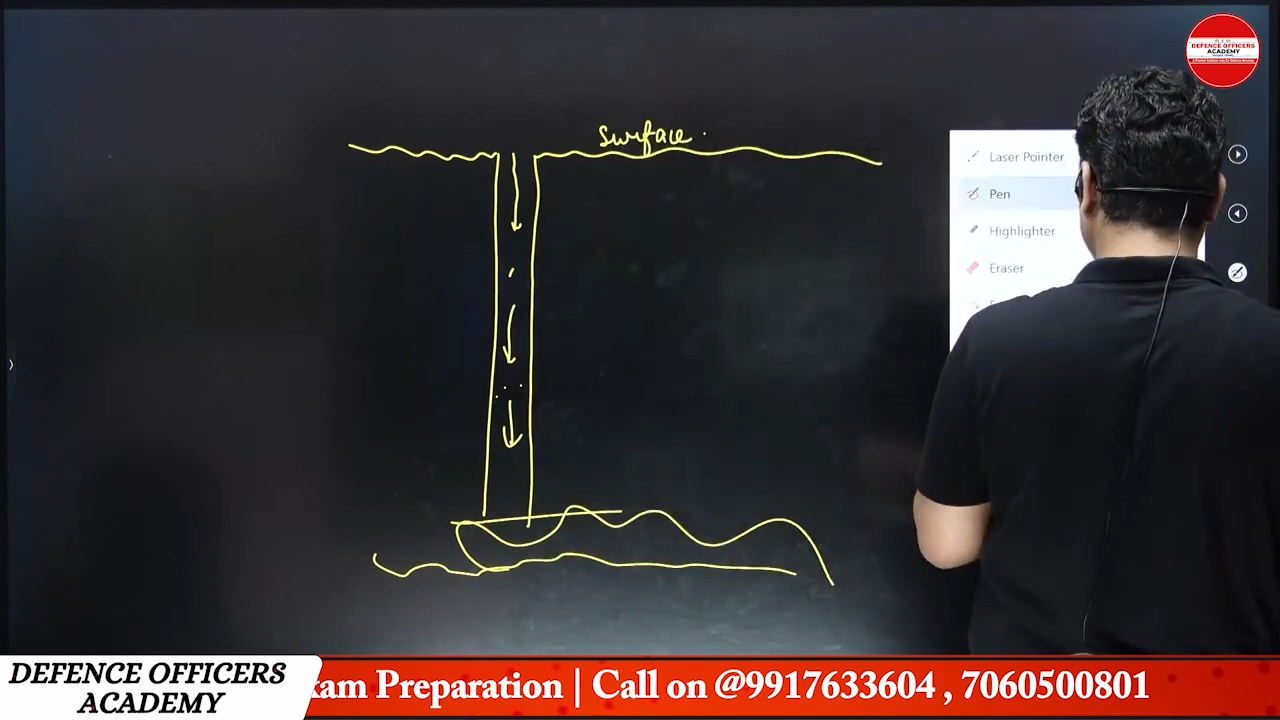 DEFENCE OFFICERS
ACADEMY
Surface.
Laser Pointer
Pen
Highlighter
Eraser
DEFENCE OFFICERS
ACADEMY
xam Preparation | Call on @9917633604 , 7060500801